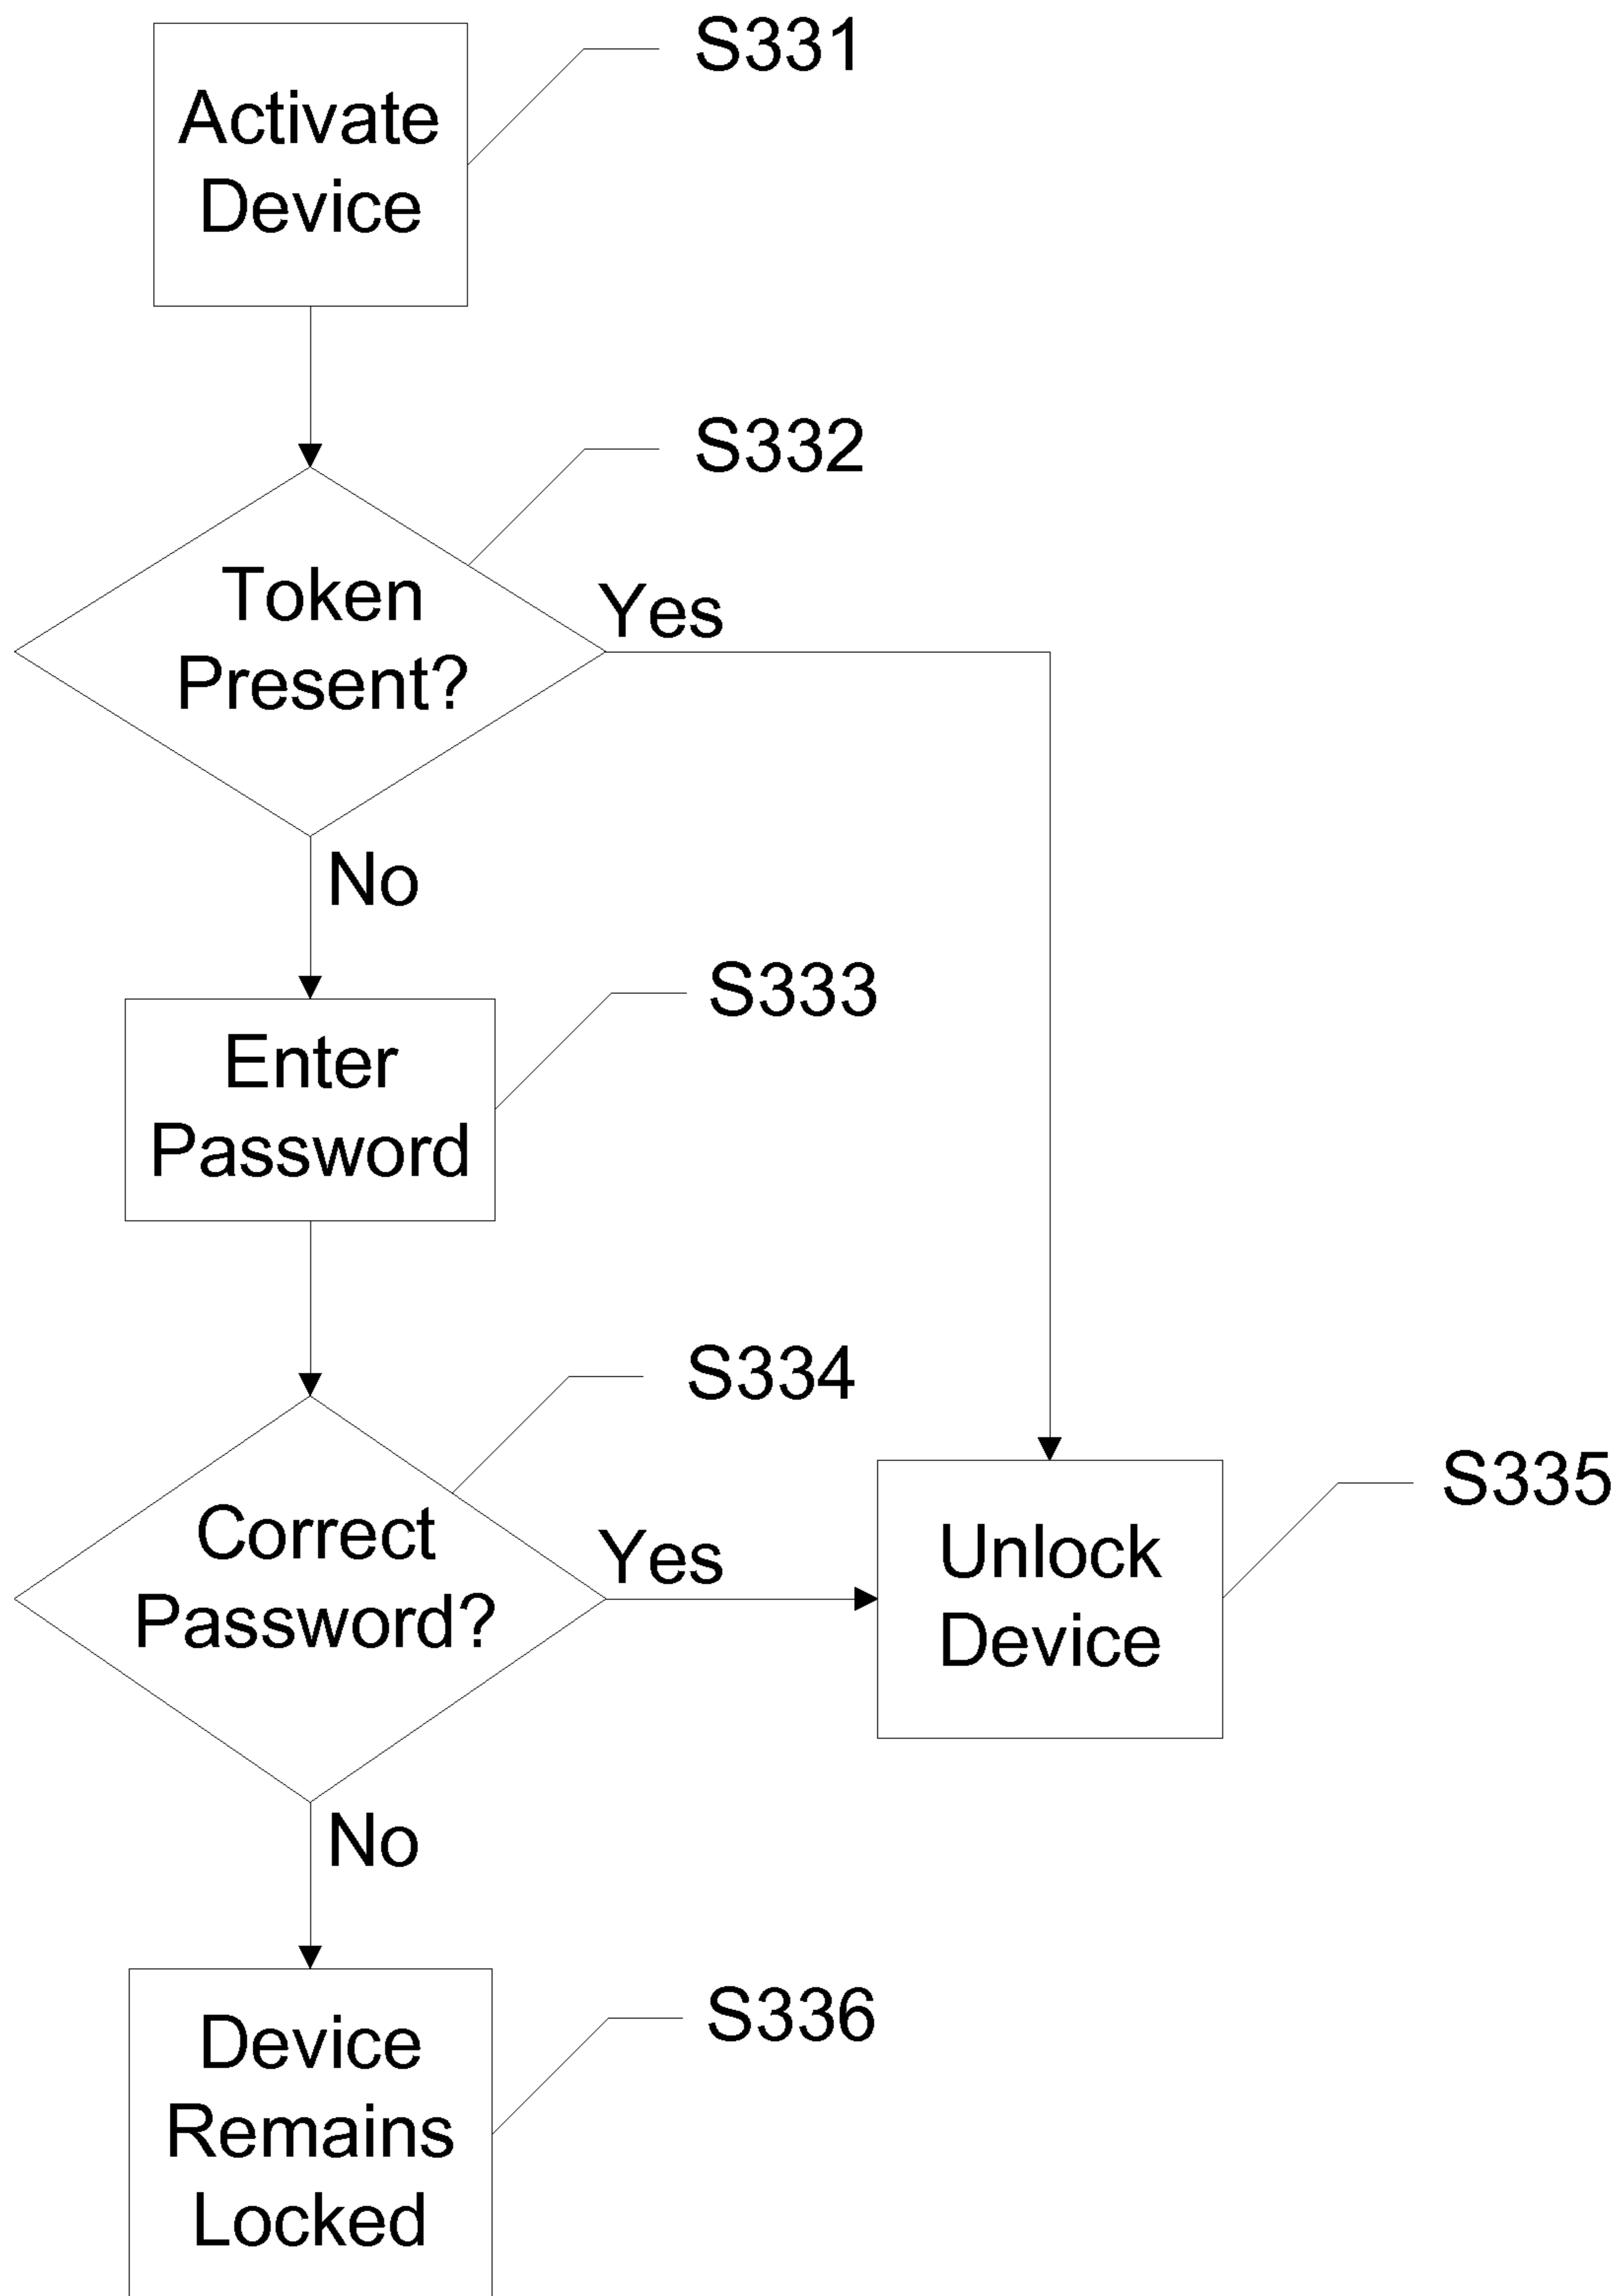 S331
Activate
Device
S332
Token
Present?
Yes
No
S333
Enter
Password
S334
Correct
Password?
Yes
S335
Unlock
Device
No
S336
Device
Remains
Locked